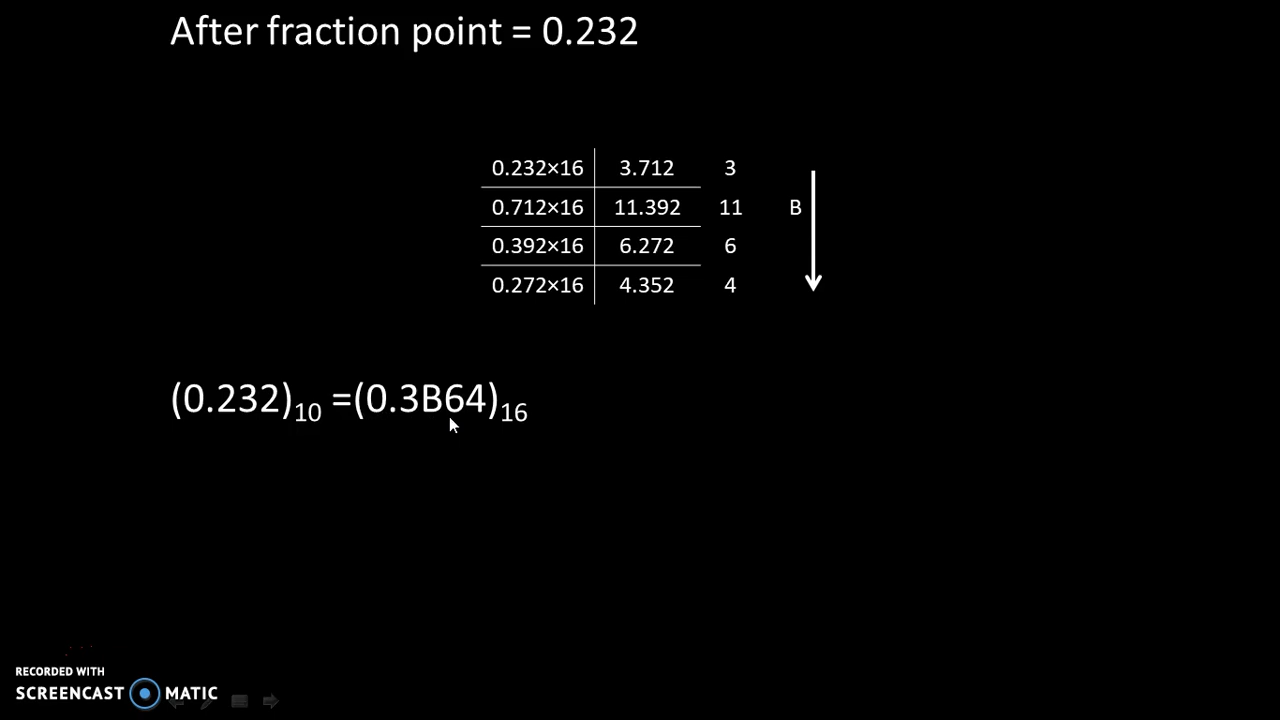 After fraction point = 0.232
0.232×16 3.712 3
0.712×16 11.392 11 B
0.392×16 6.272 6
0.272×16 4.352 4
(0.232)10 =(0.3B64)16
RECORDED WITH
SCREENCAST MATIC